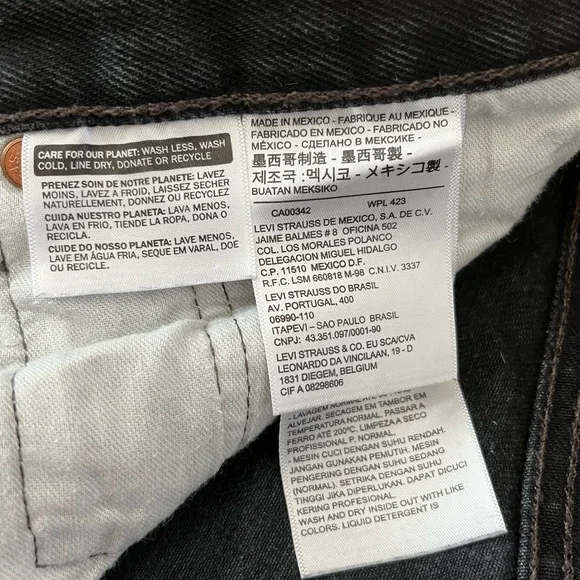 CARE FOR OUR PLANET: WASH LESS, WASH
COLD, LINE DRY, DONATE OR RECYCLE
PRENEZ SOIN DE NOTRE PLANETE: LAVEZ
MOINS, LAVEZ A FROID, LAISSEZ SECHER
NATURELLEMENT, DONNEZ OU RECYCLEZ
CUIDA NUESTRO PLANETA: LAVA MENOS,
LAVA EN FRIO, TIENDE LA ROPA, DONA O
RECICLA.
CUIDE DO NOSSO PLANETA: LAVE MENOS,
LAVE EM ÁGUA FRIA, SEQUE EM VARAL, DOE
OU RECICLE.
MADE IN MEXICO - FABRIQUE AU MEXIQUE -
FABRICADO EN MEXICO - FABRICADO NO
MÉXICO - СДЕЛАНО В МЕКСИКЕ -
墨西哥制造 - 墨西哥製 -
제조국 :멕시코 - メキシコ製 -
BUATAN MEKSIKO
CA00342 WPL 423
LEVI STRAUSS DE MEXICO, S.A. DE C.V.
JAIME BALMES # 8 OFICINA 502
COL. LOS MORALES POLANCO
DELEGACION MIGUEL HIDALGO
C.P. 11510 MEXICO D.F.
R.F.C. LSM 660818 M-98 C.N.I.V. 3337
LEVI STRAUSS DO BRASIL
AV. PORTUGAL, 400
06990-110
ITAPEVI – SAO PAULO BRASIL
CNPJ: 43.351.097/0001-90
LEVI STRAUSS & CO. EU SCA/CVA
LEONARDO DA VINCILAAN, 19 - D
1831 DIEGEM, BELGIUM
CIF A 08298606
- LAVAGEM NORMAL ATÉ
ALVEJAR. SECAGEM EM TAMBOR EM
TEMPERATURA NORMAL. PASSAR A
FERRO ATÉ 200ºC. LIMPEZA A SECO
PROFISSIONAL P, NORMAL.
- MESIN CUCI DENGAN SUHU RENDAH.
JANGAN GUNAKAN PEMUTIH. MESIN
PENGERING DENGAN SUHU SEDANG
(NORMAL). SETRIKA DENGAN SUHU
TINGGI JIKA DIPERLUKAN. DAPAT DICUCI
KERING PROFESIONAL.
WASH AND DRY INSIDE OUT WITH LIKE
COLORS. LIQUID DETERGENT IS